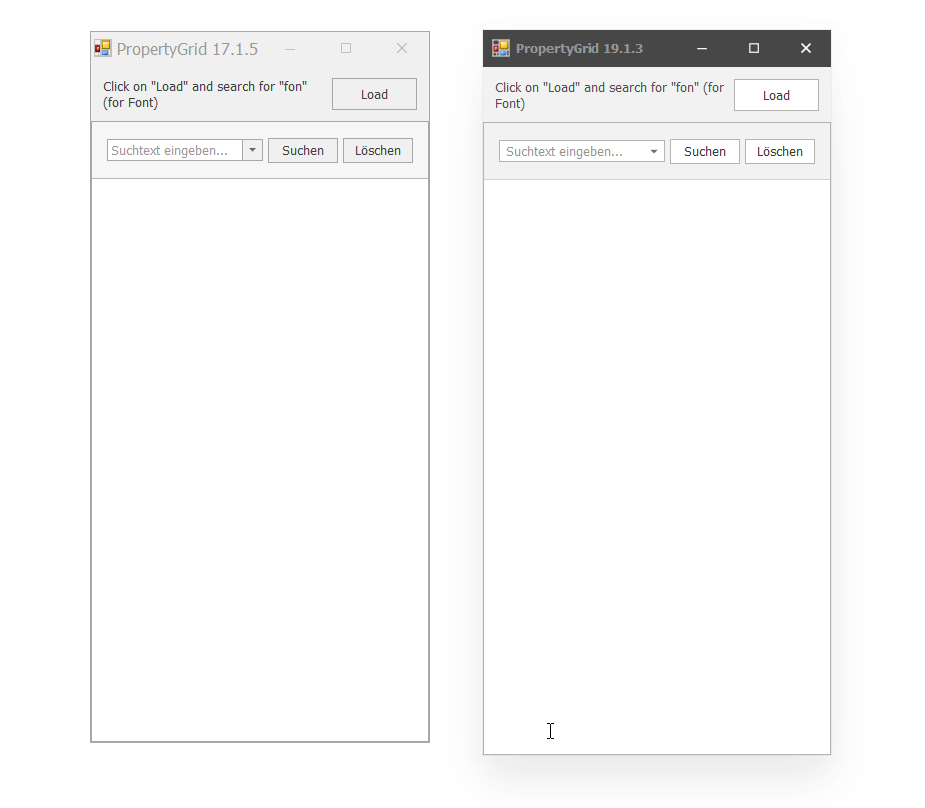 PropertyGrid 17.1.5
Click on "Load" and search for "fon"
(for Font)
Load
Suchtext eingeben...
Suchen
Löschen
PropertyGrid 19.1.3
Click on "Load" and search for "fon" (for
Font)
Load
Suchtext eingeben...
Suchen
Löschen